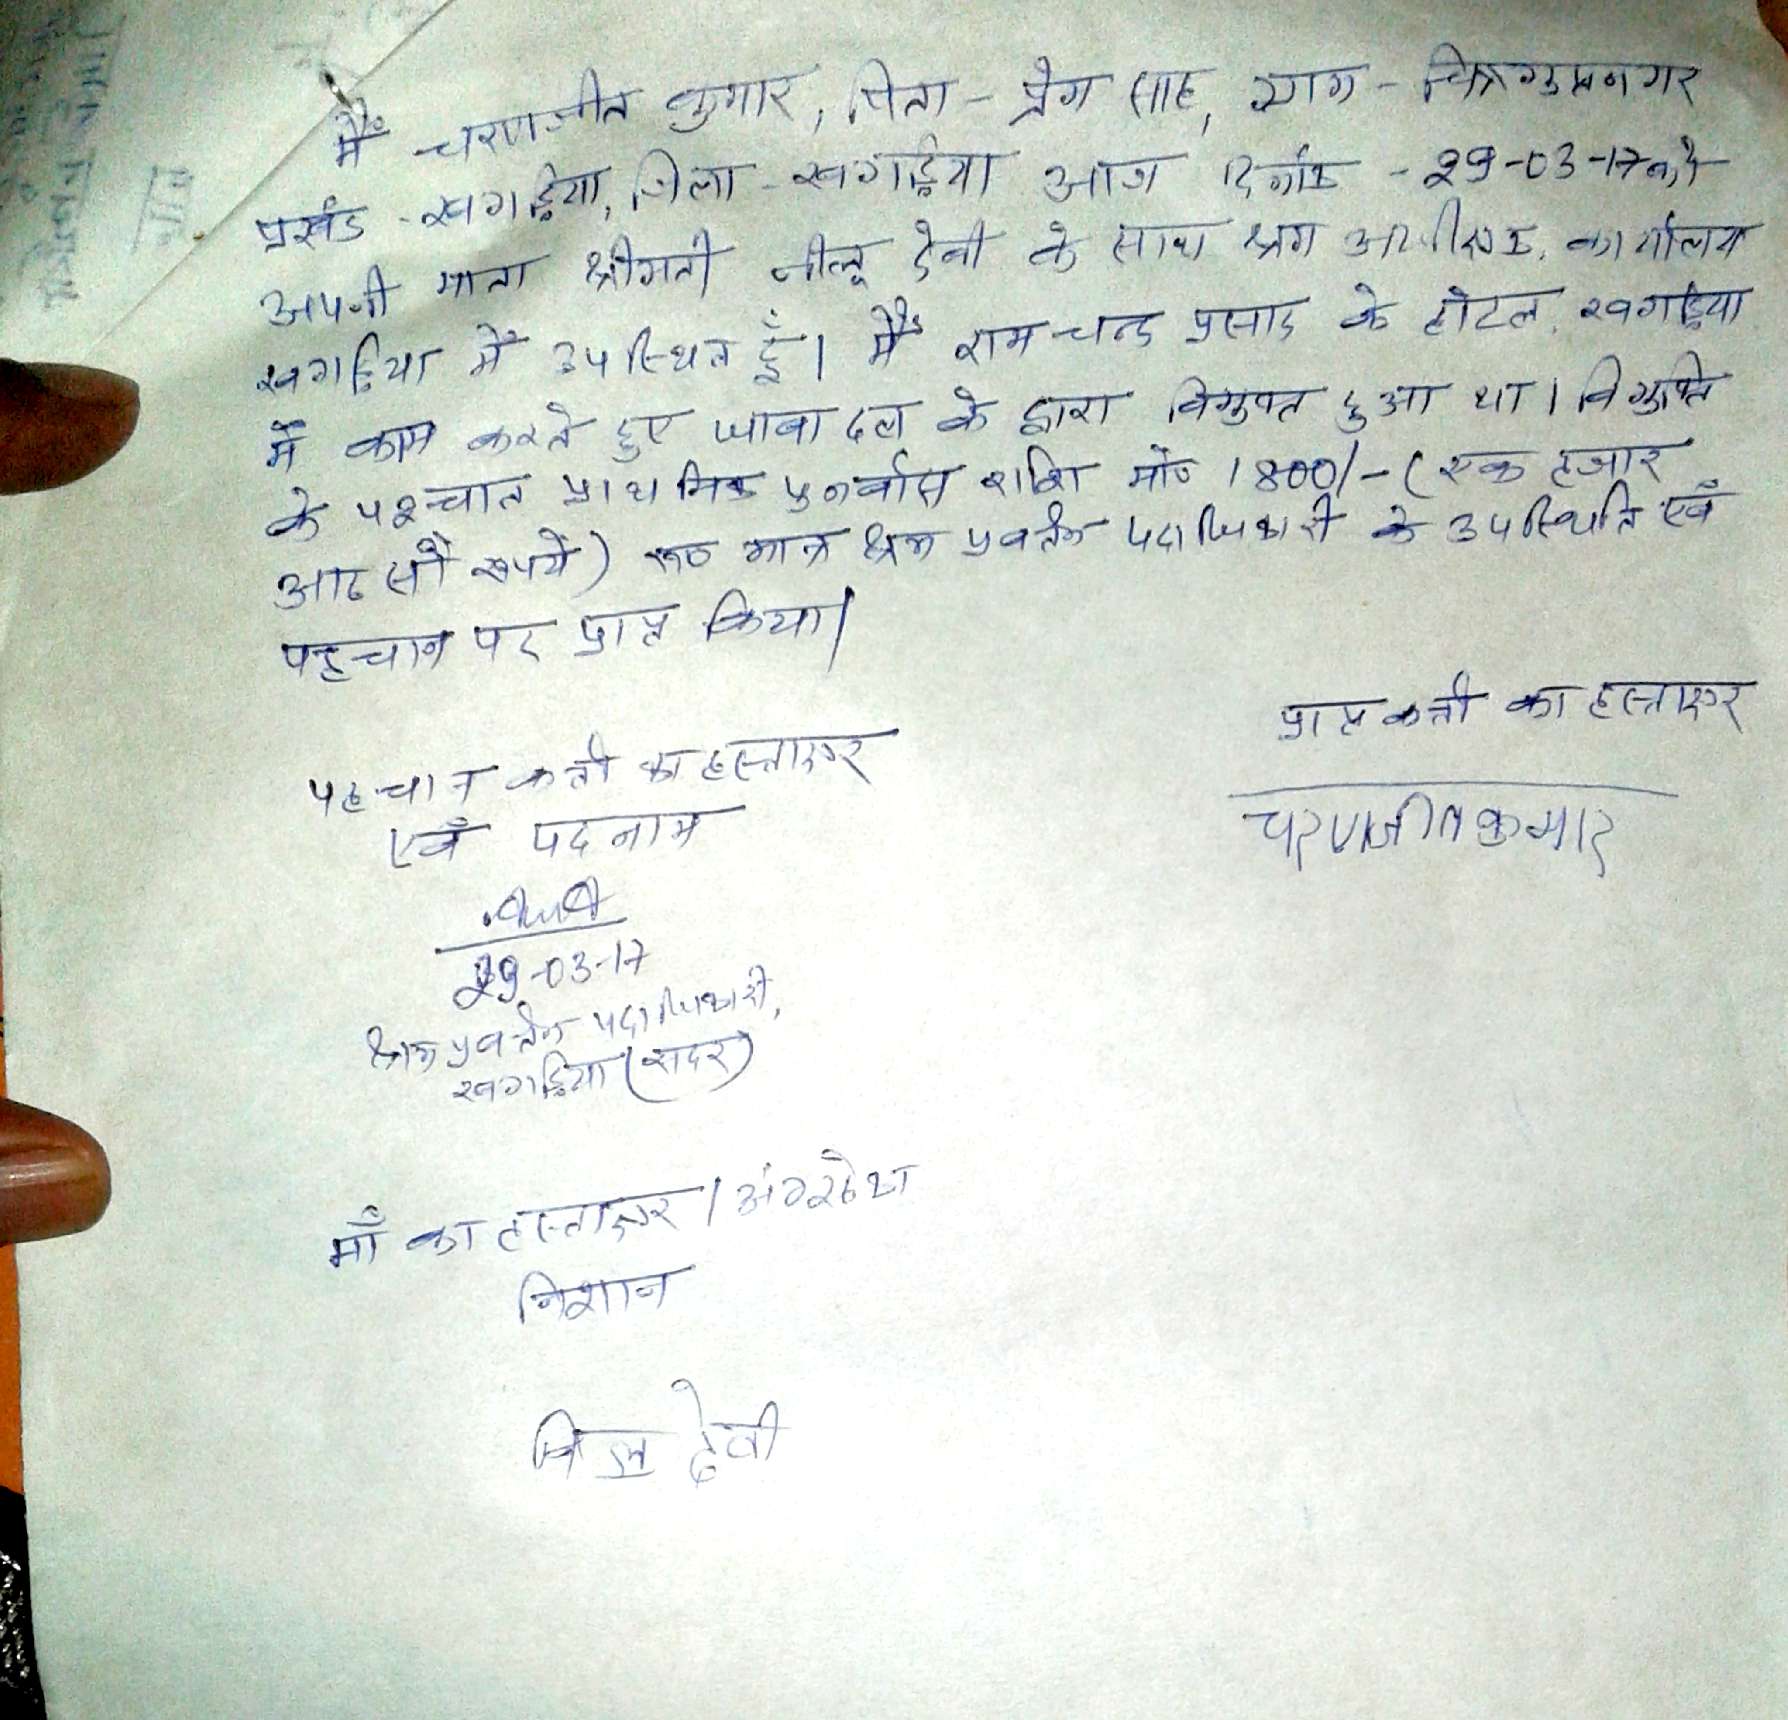 मैं चरणजीत कुमार, पिता - प्रेम साह, ग्राम - चित्रगुप्तनगर
प्रखंड - खगड़िया, जिला - खगड़िया आज दिनांक - 29-03-17 को
अपनी माता श्रीमती नीलू देवी के साथ श्रम अधीक्षक, कार्यालय
खगड़िया में उपस्थित हूँ। मैं रामचन्द्र प्रसाद के होटल, खगड़िया
में काम करते हुए धावा दल के द्वारा विमुक्त हुआ था। विमुक्ति
के पश्चात प्राथमिक पुनर्वास राशि मो० 1800/- (एक हजार
आठ सौ रूपये) रू० मात्र श्रम प्रवर्तन पदाधिकारी के उपस्थिति एवं
पहचान पर प्राप्त किया।
प्राप्त कर्ता का हस्ताक्षर
चरणजीत कुमार
पहचान कर्ता का हस्ताक्षर
एवं पदनाम
29-03-17
श्रम प्रवर्तन पदाधिकारी,
खगड़िया (सदर)
माँ का हस्ताक्षर / अंगूठे का
निशान
निलू देवी